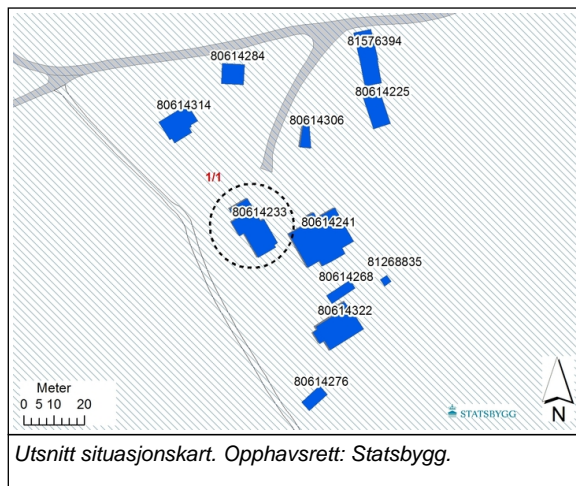 81576394
80614284
80614225
80614314
80614306
1/1
80614233
80614241
81268835
80614268
80614322
80614276
Meter
0 5 10 20
STATSBYGG
N
Utsnitt situasjonskart. Opphavsrett: Statsbygg.